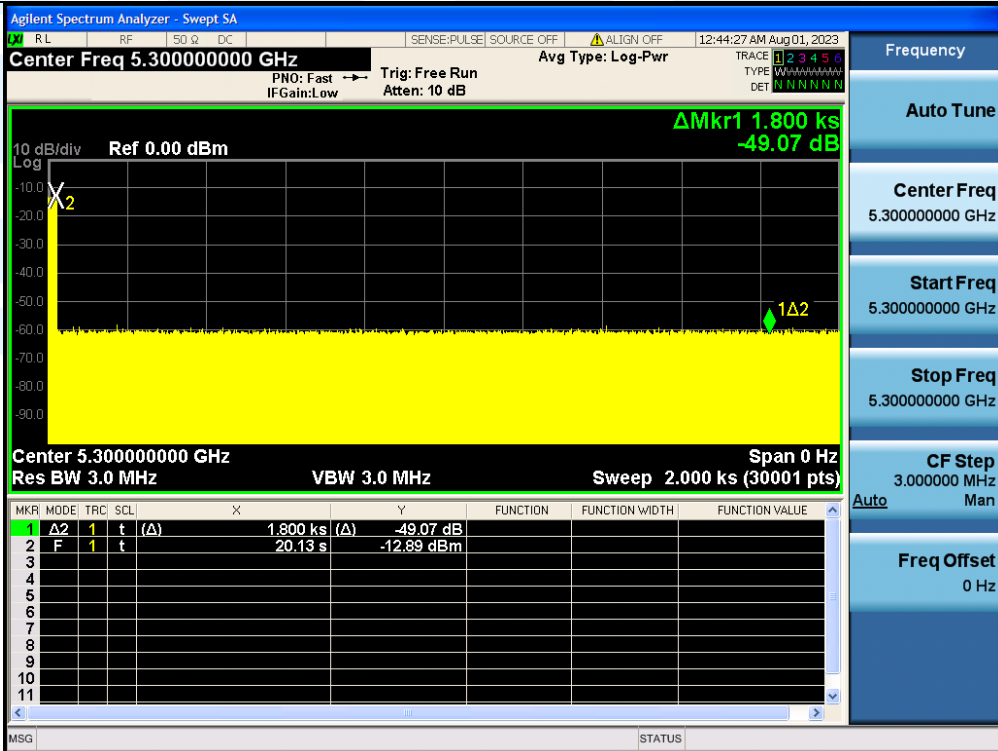 Agilent Spectrum Analyzer - Swept SA
LXI RL RF 50 Ω DC SENSE:PULSE SOURCE OFF ALIGN OFF 12:44:27 AM Aug 01, 2023
Center Freq 5.300000000 GHz
PNO: Fast
IFGain:Low
Trig: Free Run
Atten: 10 dB
Avg Type: Log-Pwr
TRACE 1 2 3 4 5 6
TYPE WWWWWW
DET N N N N N N
ΔMkr1 1.800 ks
-49.07 dB
10 dB/div Ref 0.00 dBm
Log
-10.0
-20.0
-30.0
-40.0
-50.0
-60.0
-70.0
-80.0
-90.0
2
1Δ2
Center 5.300000000 GHz Span 0 Hz
Res BW 3.0 MHz VBW 3.0 MHz Sweep 2.000 ks (30001 pts)
MKR MODE TRC SCL X Y FUNCTION FUNCTION WIDTH FUNCTION VALUE
1 Δ2 1 t (Δ) 1.800 ks (Δ) -49.07 dB
2 F 1 t 20.13 s -12.89 dBm
3
4
5
6
7
8
9
10
11
MSG STATUS
Frequency
Auto Tune
Center Freq
5.300000000 GHz
Start Freq
5.300000000 GHz
Stop Freq
5.300000000 GHz
CF Step
3.000000 MHz
Auto Man
Freq Offset
0 Hz